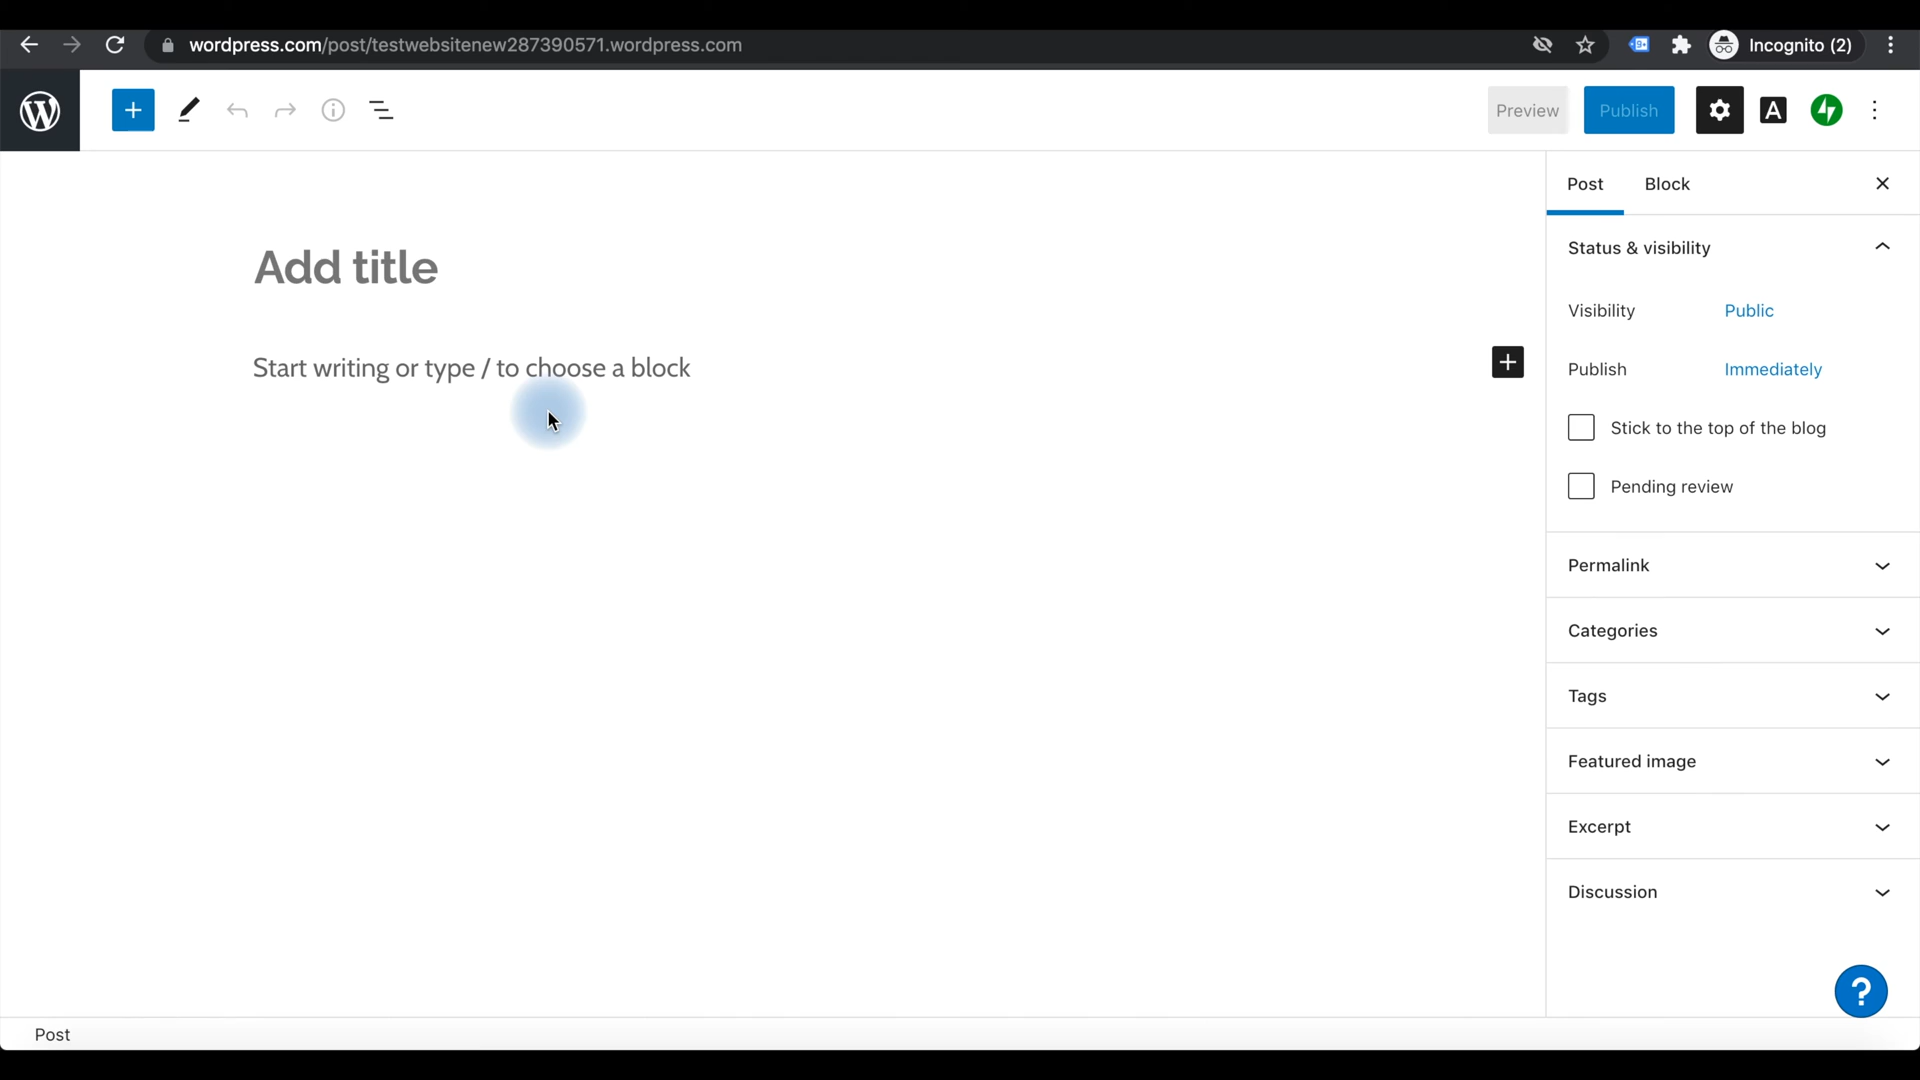 wordpress.com/post/testwebsitenew287390571.wordpress.com
Incognito (2)
Preview
Publish
A
Post
Block
Status & visibility
Add title
Visibility
Public
Start writing or type / to choose a block
Publish
Immediately
Stick to the top of the blog
Pending review
Permalink
Categories
Tags
Featured image
Excerpt
Discussion
?
Post